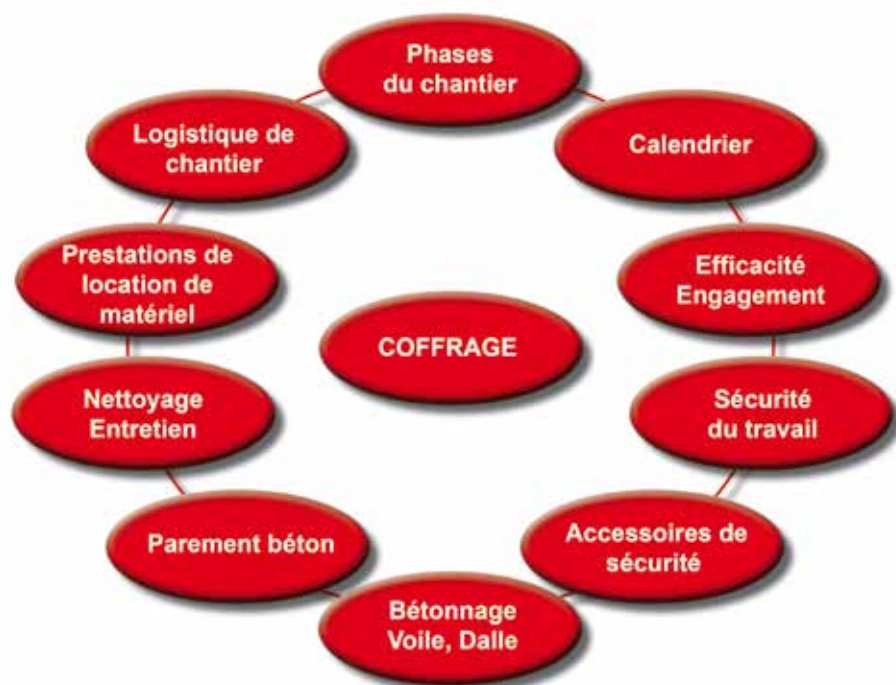 Phases
du chantier
Calendrier
Efficacité
Engagement
Sécurité
du travail
Accessoires de
sécurité
Bétonnage
Voile, Dalle
Parement béton
Nettoyage
Entretien
Prestations de
location de
matériel
Logistique de
chantier
COFFRAGE